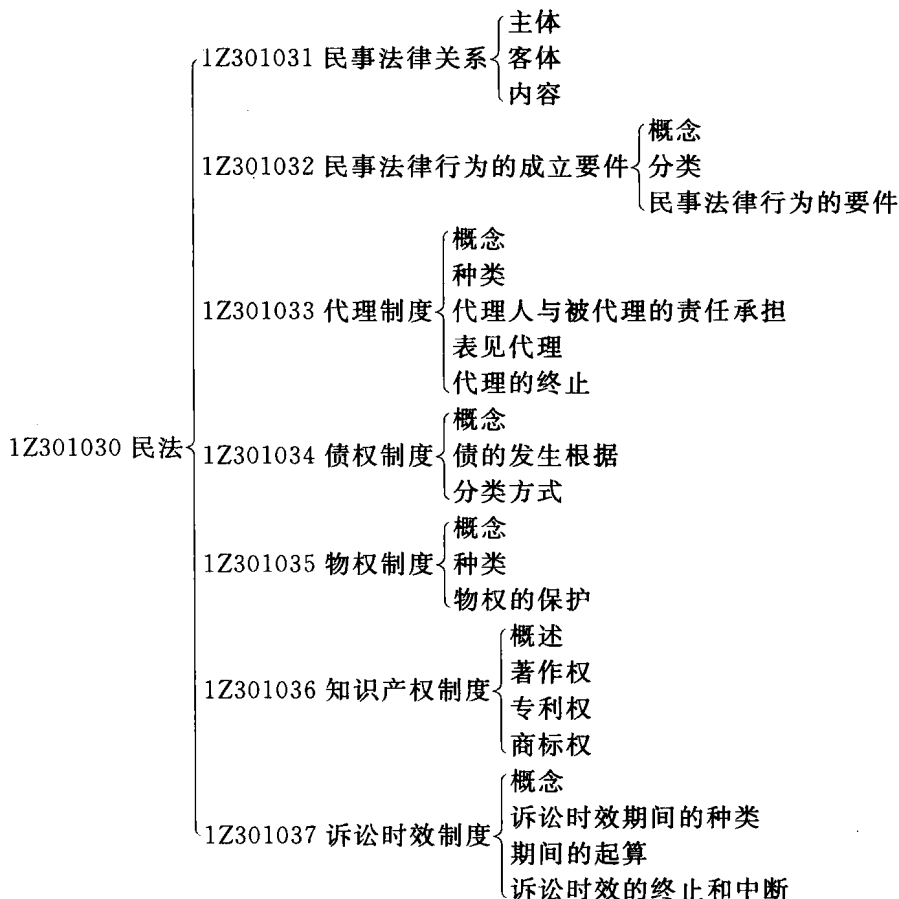 1Z301030 民法
1Z301031 民事法律关系
主体
客体
内容
1Z301032 民事法律行为的成立要件
概念
分类
民事法律行为的要件
1Z301033 代理制度
概念
种类
代理人与被代理的责任承担
表见代理
代理的终止
1Z301034 债权制度
概念
债的发生根据
分类方式
1Z301035 物权制度
概念
种类
物权的保护
1Z301036 知识产权制度
概述
著作权
专利权
商标权
1Z301037 诉讼时效制度
概念
诉讼时效期间的种类
期间的起算
诉讼时效的终止和中断